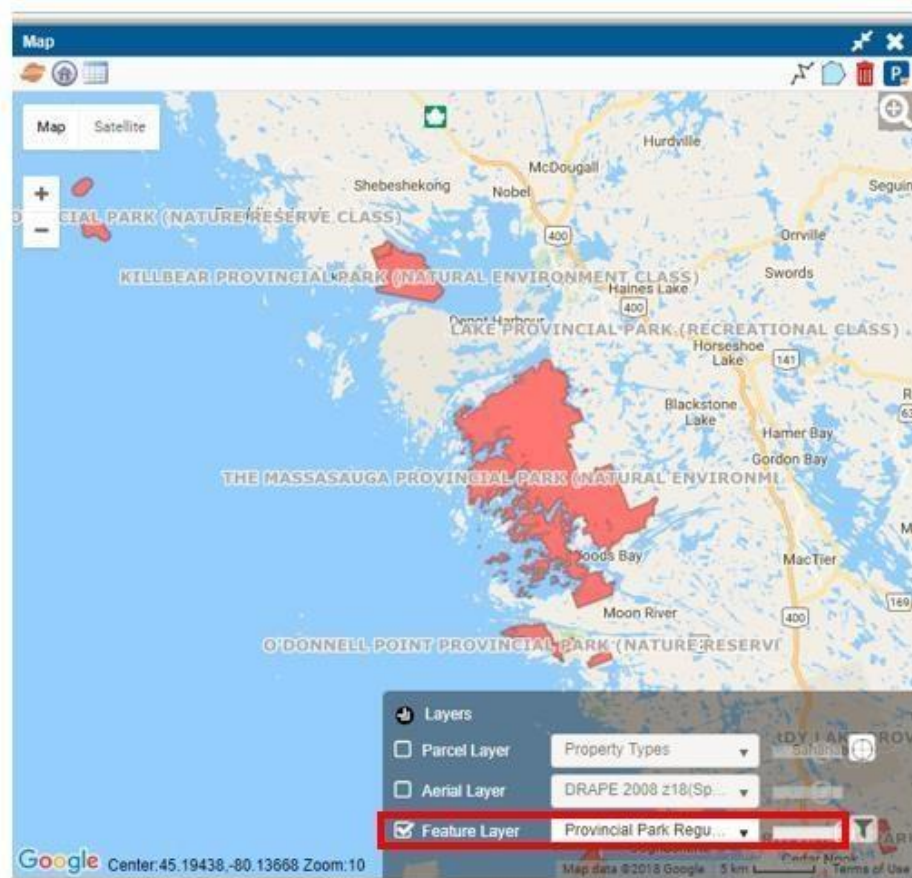 Map
P
Map Satellite
Hurdville
McDougall
Shebeshekong
Nobel
Seguin
PARK (NATURE RESERVE CLASS)
400
Orrville
KILLBEAR PROVINCIAL PARK (NATURAL ENVIRONMENT CLASS)
Swords
Haines Lake
400
Depot Harbour
LAKE PROVINCIAL PARK (RECREATIONAL CLASS)
Horseshoe
Lake
141
Blackstone
Lake
Hamer Bay
Gordon Bay
THE MASSASAUGA PROVINCIAL PARK (NATURAL ENVIRONM
Woods Bay
MacTier
169
Moon River
400
O'DONNELL POINT PROVINCIAL PARK (NATURE RESERV
Layers
Parcel Layer Property Types
Aerial Layer DRAPE 2008 z18(Sp...
Feature Layer Provincial Park Regu...
Google Center:45.19438,-80.13668 Zoom:10
Map data ©2018 Google 5 km Terms of Use